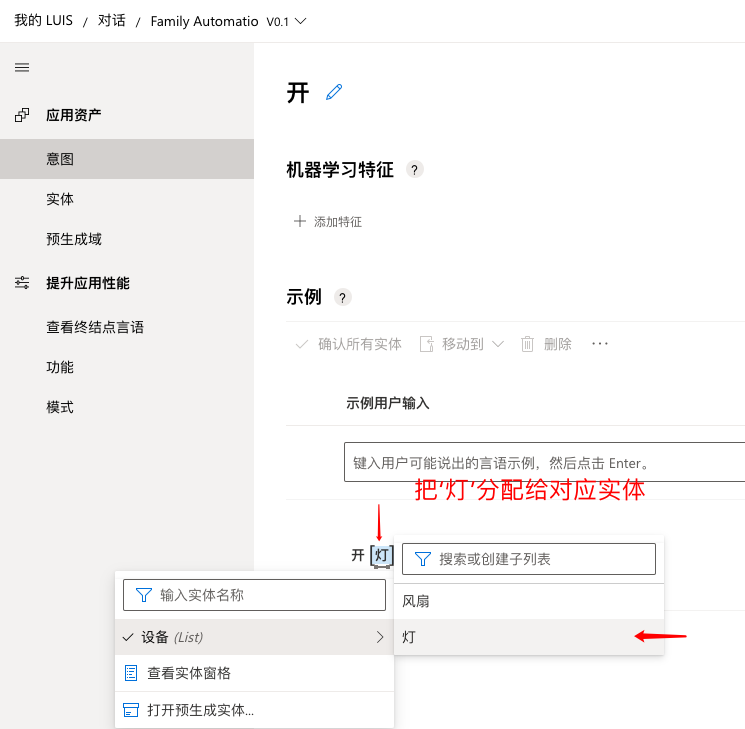 我的 LUIS / 对话 / Family Automatio V0.1
开
应用资产
意图
实体
预生成域
提升应用性能
查看终结点言语
功能
模式
机器学习特征 ?
添加特征
示例 ?
确认所有实体 移动到 删除 ···
示例用户输入
键入用户可能说出的言语示例，然后点击 Enter。
把‘灯’分配给对应实体
开 [灯]
搜索或创建子列表
风扇
灯
输入实体名称
设备 (List)
查看实体窗格
打开预生成实体...